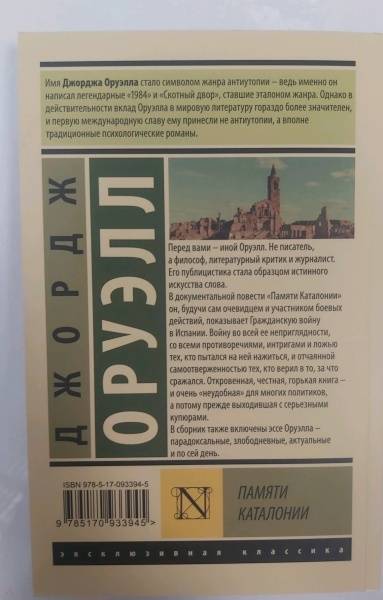 Имя Джорджа Оруэлла стало символом жанра антиутопии – ведь именно он
написал легендарные «1984» и «Скотный двор», ставшие эталоном жанра. Однако в
действительности вклад Оруэлла в мировую литературу гораздо более значителен,
и первую международную славу ему принесли не антиутопии, а вполне
традиционные психологические романы.
ДЖОРДЖ
ОРУЭЛЛ
Перед вами – иной Оруэлл. Не писатель,
а философ, литературный критик и журналист.
Его публицистика стала образцом истинного
искусства слова.
В документальной повести «Памяти Каталонии»
он, будучи сам очевидцем и участником боевых
действий, показывает Гражданскую войну
в Испании. Войну во всей ее неприглядности,
со всеми противоречиями, интригами и ложью
тех, кто пытался на ней нажиться, и отчаянной
самоотверженностью тех, кто верил в то, за что
сражался. Откровенная, честная, горькая книга –
и очень «неудобная» для многих политиков,
а потому прежде выходившая с серьезными
купюрами.
В сборник также включены эссе Оруэлла –
парадоксальные, злободневные, актуальные
и по сей день.
ISBN 978-5-17-093394-5
9 785170 933945 >
N
ПАМЯТИ
КАТАЛОНИИ
эксклюзивная классика